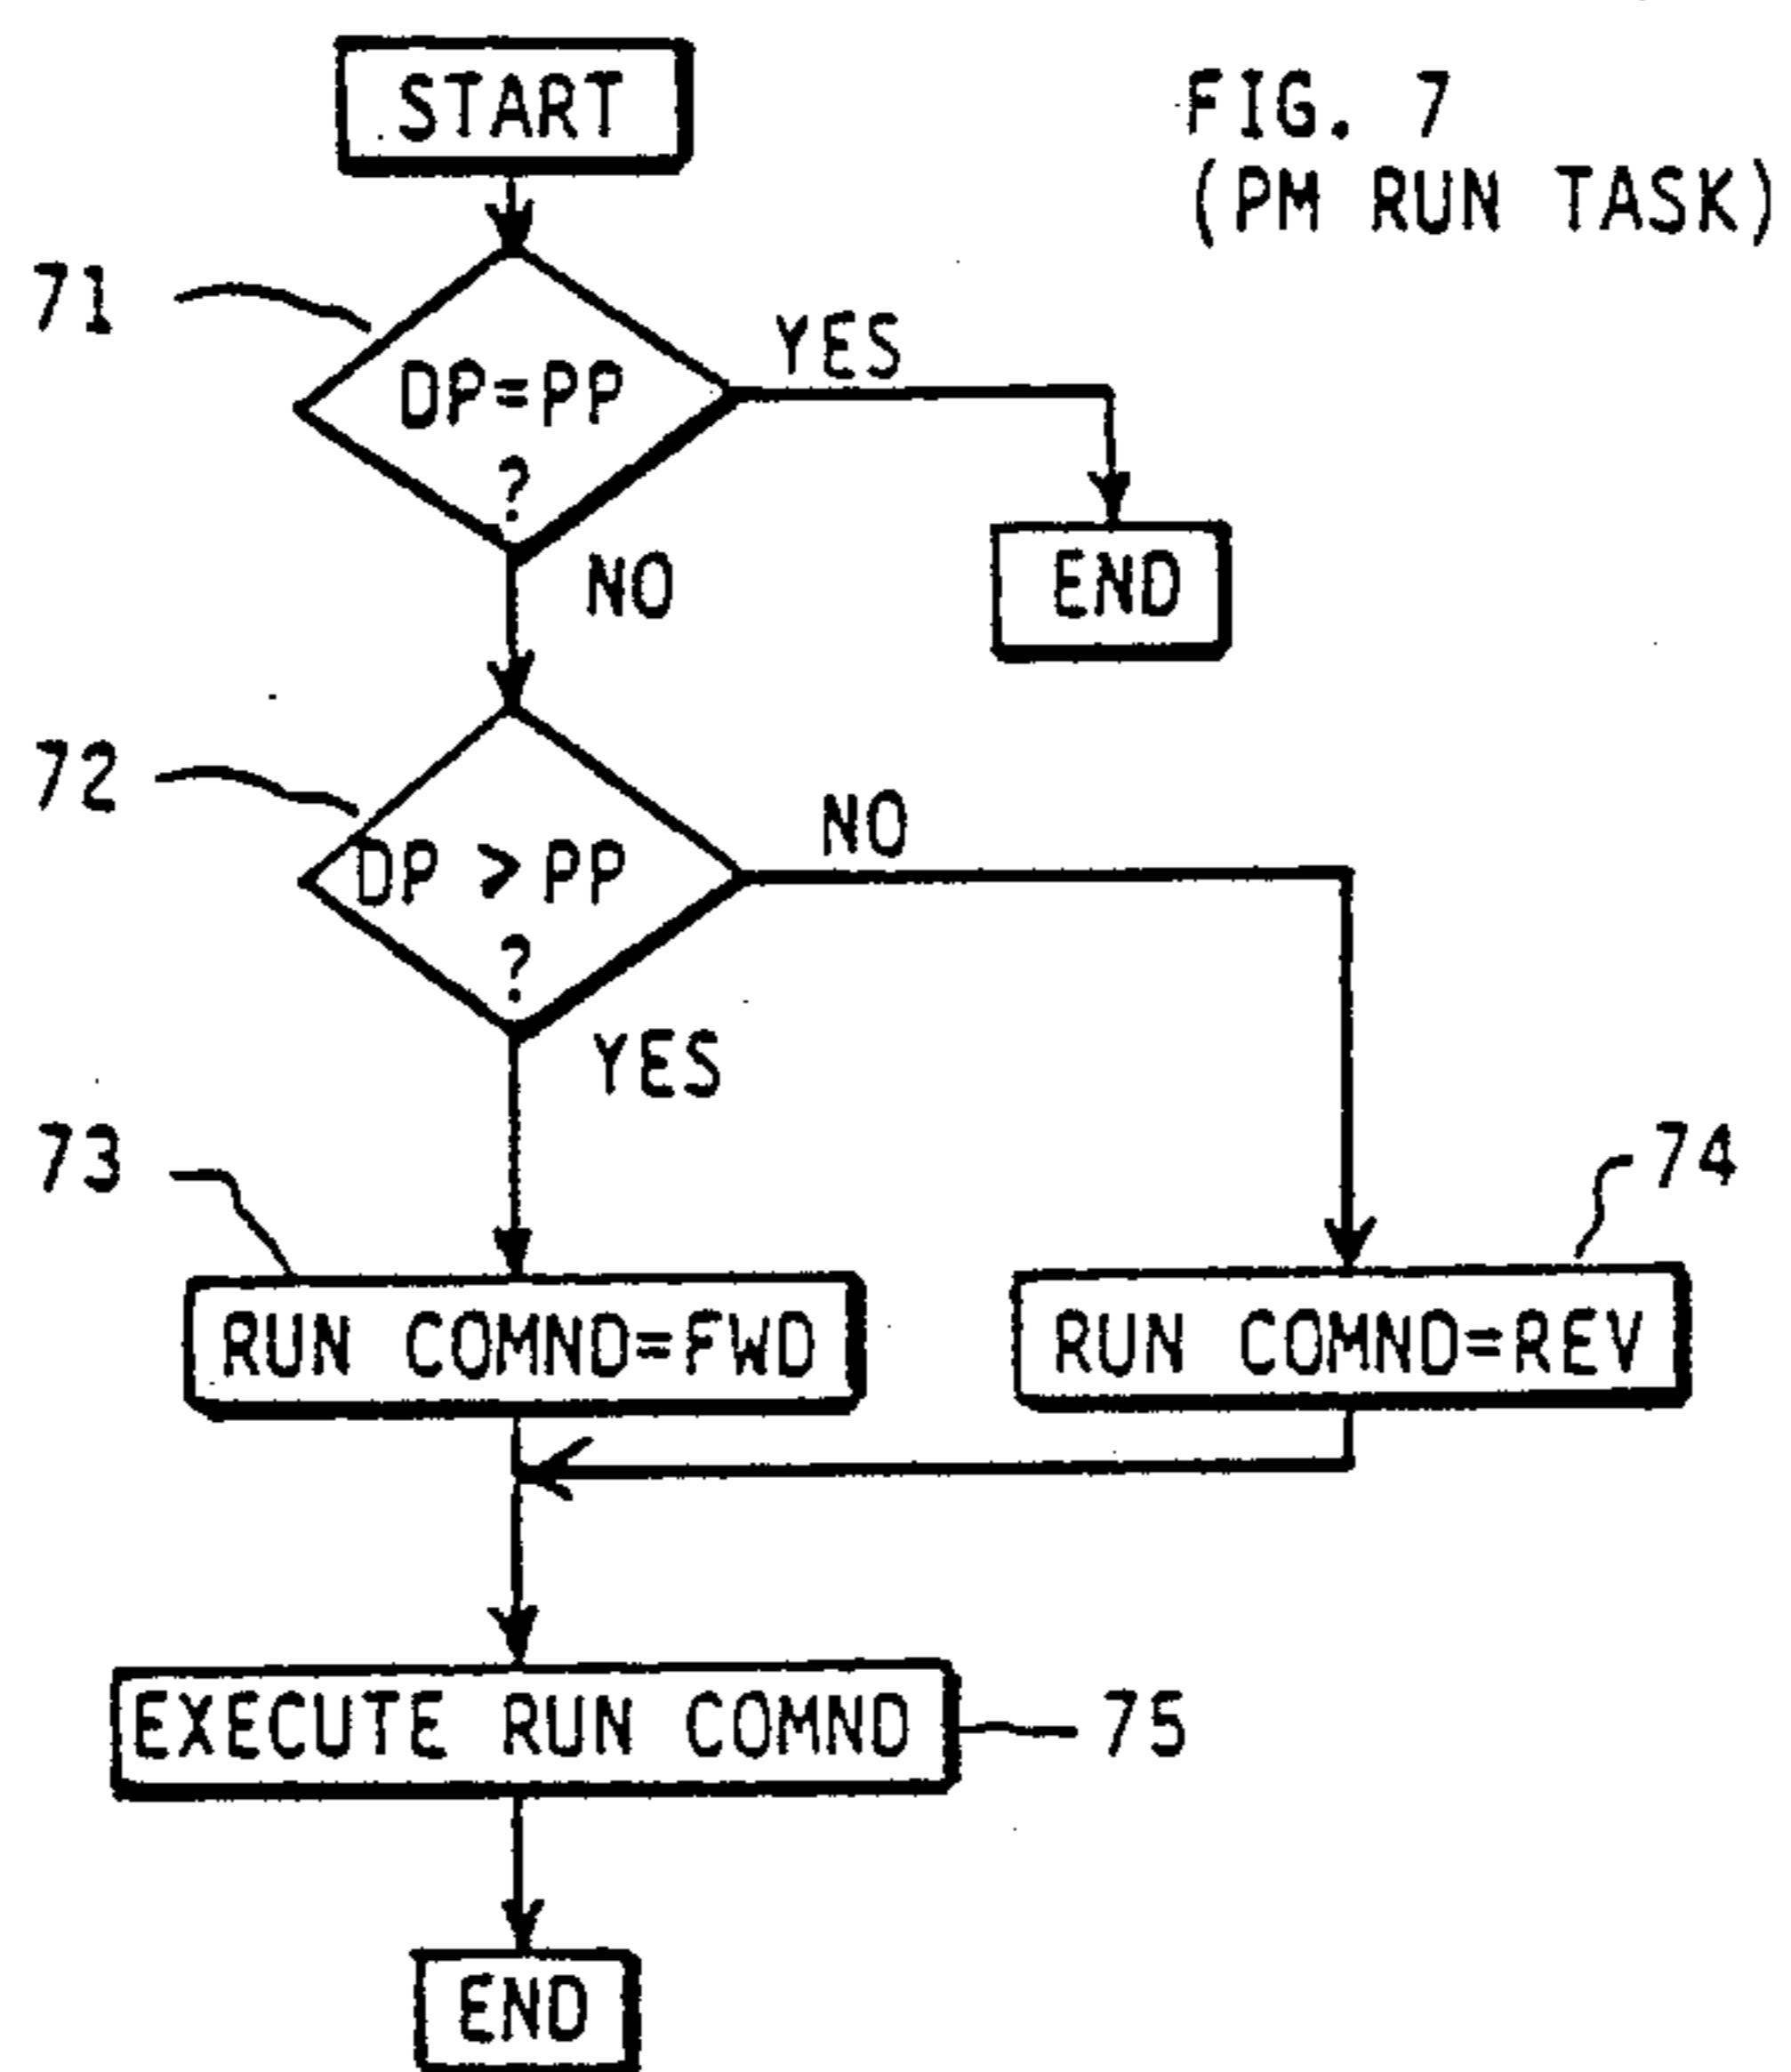 START
FIG. 7
(PM RUN TASK)
71
DP=PP
?
YES
END
NO
72
DP > PP
?
NO
YES
73
74
RUN COMND=FWD
RUN COMND=REV
EXECUTE RUN COMND
75
END